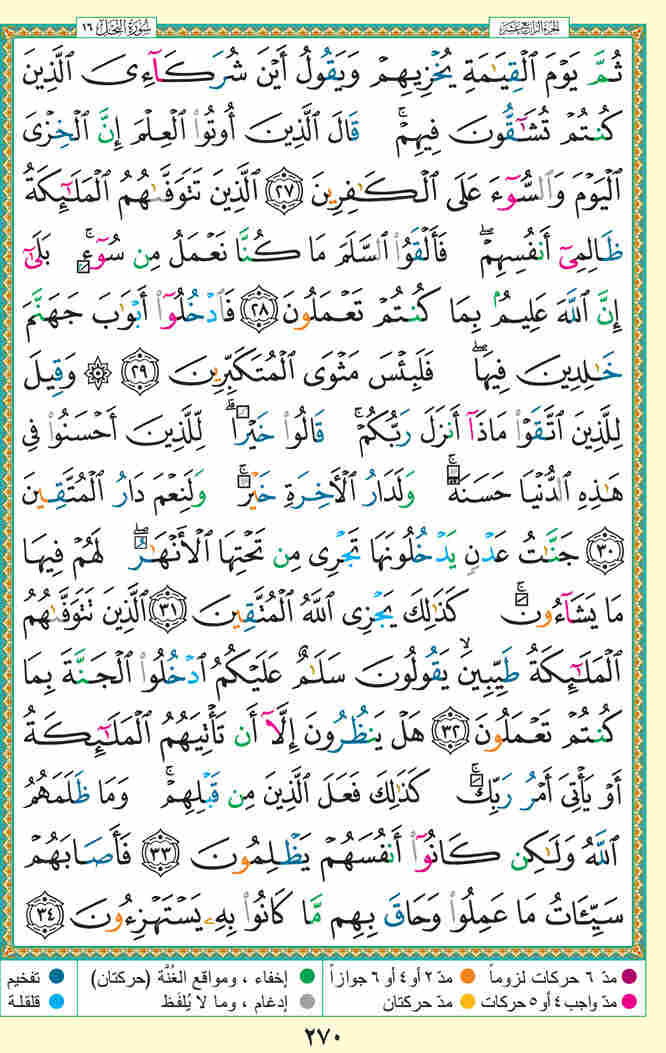 الجزء الرابع عشر
سُورَةُ النَّحْلِ ١٦
ثُمَّ يَوْمَ ٱلْقِيَـٰمَةِ يُخْزِيهِمْ وَيَقُولُ أَيْنَ شُرَكَآءِىَ ٱلَّذِينَ
كُنتُمْ تُشَـٰٓقُّونَ فِيهِمْ ۚ قَالَ ٱلَّذِينَ أُوتُوا۟ ٱلْعِلْمَ إِنَّ ٱلْخِزْىَ
ٱلْيَوْمَ وَٱلسُّوٓءَ عَلَى ٱلْكَـٰفِرِينَ ٢٧ ٱلَّذِينَ تَتَوَفَّىٰهُمُ ٱلْمَلَـٰٓئِكَةُ
ظَالِمِىٓ أَنفُسِهِمْ ۖ فَأَلْقَوُا۟ ٱلسَّلَمَ مَا كُنَّا نَعْمَلُ مِن سُوٓءٍۭ ۚ بَلَىٰٓ
إِنَّ ٱللَّهَ عَلِيمٌۢ بِمَا كُنتُمْ تَعْمَلُونَ ٢٨ فَٱدْخُلُوٓا۟ أَبْوَٰبَ جَهَنَّمَ
خَـٰلِدِينَ فِيهَا ۖ فَلَبِئْسَ مَثْوَى ٱلْمُتَكَبِّرِينَ ٢٩ ۞ وَقِيلَ
لِلَّذِينَ ٱتَّقَوْا۟ مَاذَآ أَنزَلَ رَبُّكُمْ ۚ قَالُوا۟ خَيْرًا ۗ لِّلَّذِينَ أَحْسَنُوا۟ فِى
هَـٰذِهِ ٱلدُّنْيَا حَسَنَةٌ ۚ وَلَدَارُ ٱلْـَٔاخِرَةِ خَيْرٌ ۚ وَلَنِعْمَ دَارُ ٱلْمُتَّقِينَ
٣٠ جَنَّـٰتُ عَدْنٍ يَدْخُلُونَهَا تَجْرِى مِن تَحْتِهَا ٱلْأَنْهَـٰرُ ۖ لَهُمْ فِيهَا
مَا يَشَآءُونَ ۚ كَذَٰلِكَ يَجْزِى ٱللَّهُ ٱلْمُتَّقِينَ ٣١ ٱلَّذِينَ تَتَوَفَّىٰهُمُ
ٱلْمَلَـٰٓئِكَةُ طَيِّبِينَ ۙ يَقُولُونَ سَلَـٰمٌ عَلَيْكُمُ ٱدْخُلُوا۟ ٱلْجَنَّةَ بِمَا
كُنتُمْ تَعْمَلُونَ ٣٢ هَلْ يَنظُرُونَ إِلَّآ أَن تَأْتِيَهُمُ ٱلْمَلَـٰٓئِكَةُ
أَوْ يَأْتِىَ أَمْرُ رَبِّكَ ۚ كَذَٰلِكَ فَعَلَ ٱلَّذِينَ مِن قَبْلِهِمْ ۚ وَمَا ظَلَمَهُمُ
ٱللَّهُ وَلَـٰكِن كَانُوٓا۟ أَنفُسَهُمْ يَظْلِمُونَ ٣٣ فَأَصَابَهُمْ
سَيِّـَٔاتُ مَا عَمِلُوا۟ وَحَاقَ بِهِم مَّا كَانُوا۟ بِهِۦ يَسْتَهْزِءُونَ ٣٤
مدّ ٦ حركات لزوماً مدّ ٢ أو ٤ أو ٦ جوازاً إخفاء ، ومواقع الغُنَّة (حركتان) تفخيم
مدّ واجب ٤ أو ٥ حركات مدّ حركتان إدغام ، وما لا يُلفَظ قلقلة
٢٧٠